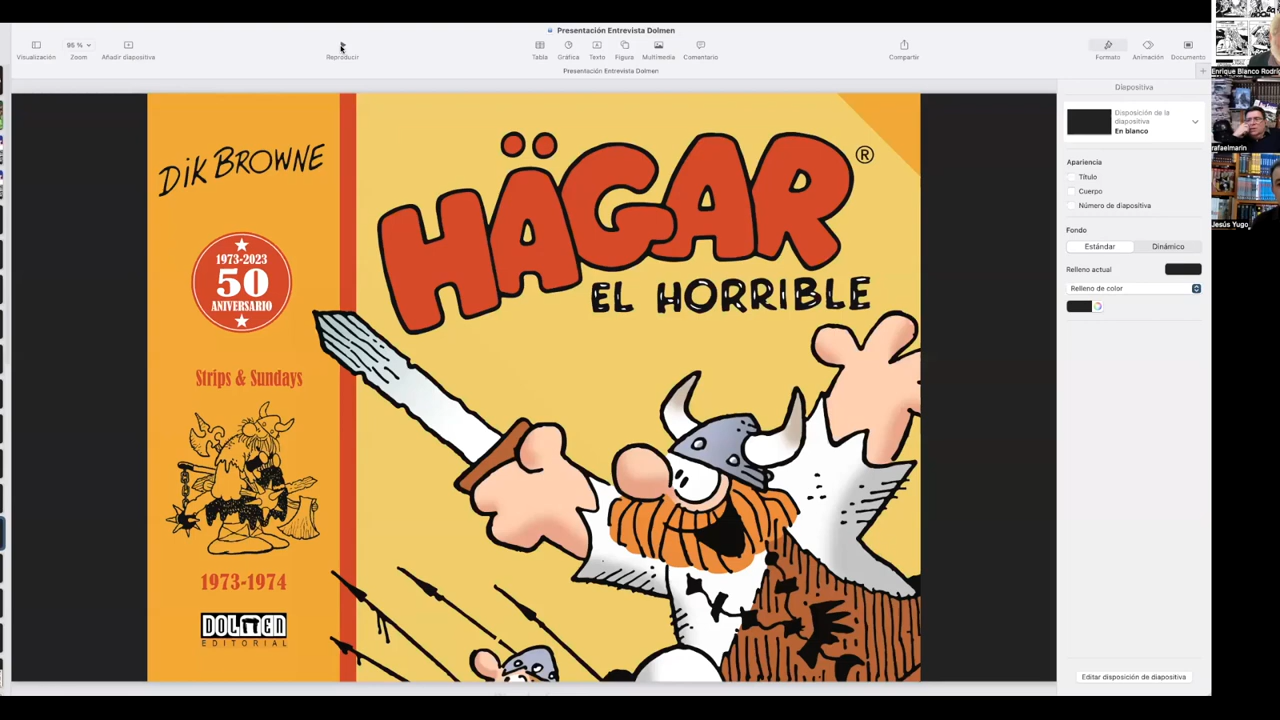 Presentación Entrevista Dolmen
95 %
Visualización
Zoom
Añadir diapositiva
Reproducir
Tabla
Gráfica
Texto
Figura
Multimedia
Comentario
Compartir
Formato
Animación
Documento
Presentación Entrevista Dolmen
DiK BROWNE
1973-2023
50
ANIVERSARIO
Strips & Sundays
1973-1974
DOLMEN
EDITORIAL
HÄGAR®
EL HORRIBLE
Diapositiva
Disposición de la
diapositiva
En blanco
Apariencia
Título
Cuerpo
Número de diapositiva
Fondo
Estándar
Dinámico
Relleno actual
Relleno de color
Editar disposición de diapositiva
Enrique Blanco Rodríg
rafaelmarin
Jesús Yugo